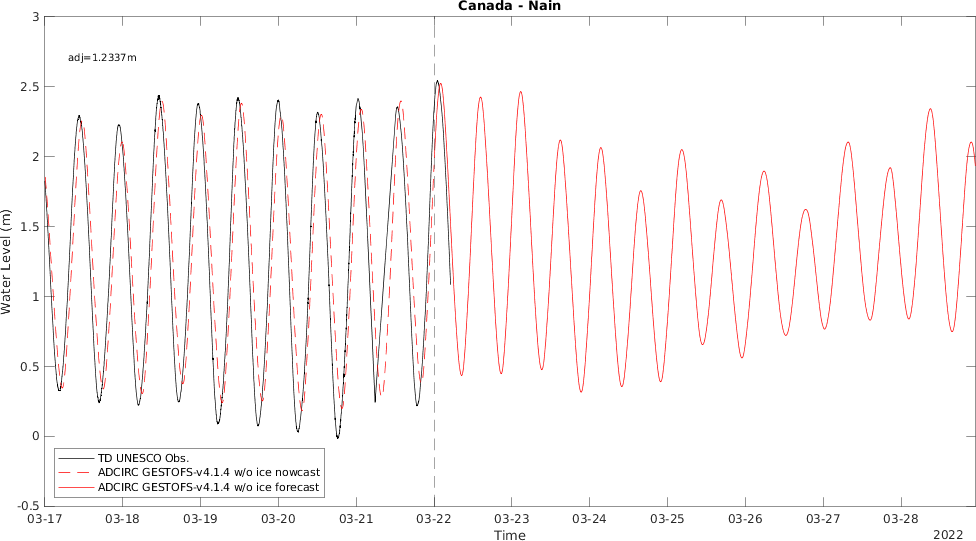 Canada - Nain
adj=1.2337m
3
2.5
2
1.5
1
0.5
0
-0.5
Water Level (m)
TD UNESCO Obs.
ADCIRC GESTOFS-v4.1.4 w/o ice nowcast
ADCIRC GESTOFS-v4.1.4 w/o ice forecast
03-17 03-18 03-19 03-20 03-21 03-22 03-23 03-24 03-25 03-26 03-27 03-28
Time
2022